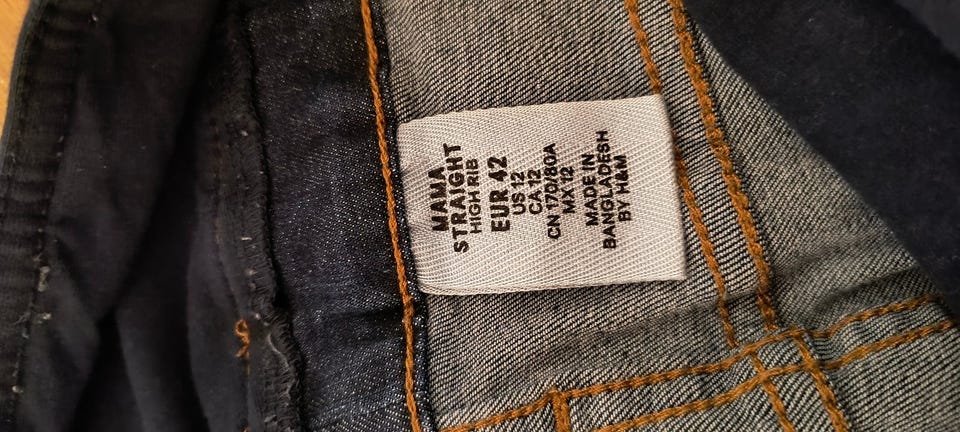 MAMA
STRAIGHT
HIGH RIB
EUR 42
US 12
CA 12
CN 170/80A
MX 12
MADE IN
BANGLADESH
BY H&M